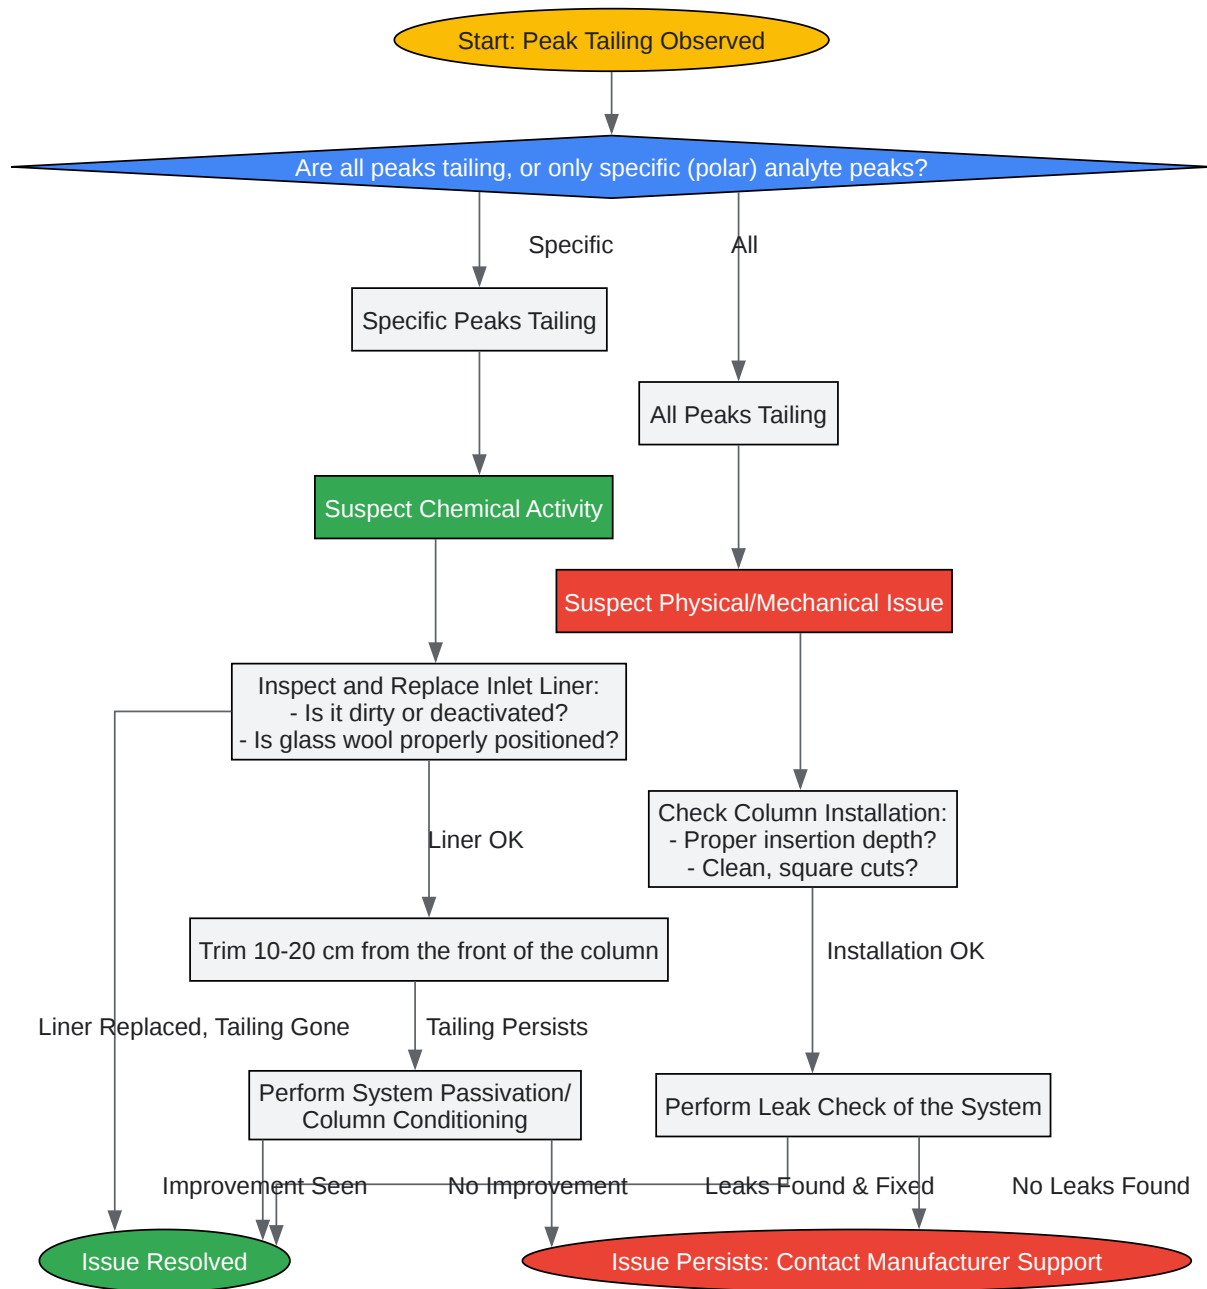 Start: Peak Tailing Observed
Are all peaks tailing, or only specific (polar) analyte peaks?
Specific
All
Specific Peaks Tailing
All Peaks Tailing
Suspect Chemical Activity
Suspect Physical/Mechanical Issue
Inspect and Replace Inlet Liner:
- Is it dirty or deactivated?
- Is glass wool properly positioned?
Check Column Installation:
- Proper insertion depth?
- Clean, square cuts?
Liner OK
Trim 10-20 cm from the front of the column
Installation OK
Liner Replaced, Tailing Gone
Tailing Persists
Perform System Passivation/
Column Conditioning
Perform Leak Check of the System
Improvement Seen
No Improvement
Leaks Found & Fixed
No Leaks Found
Issue Resolved
Issue Persists: Contact Manufacturer Support